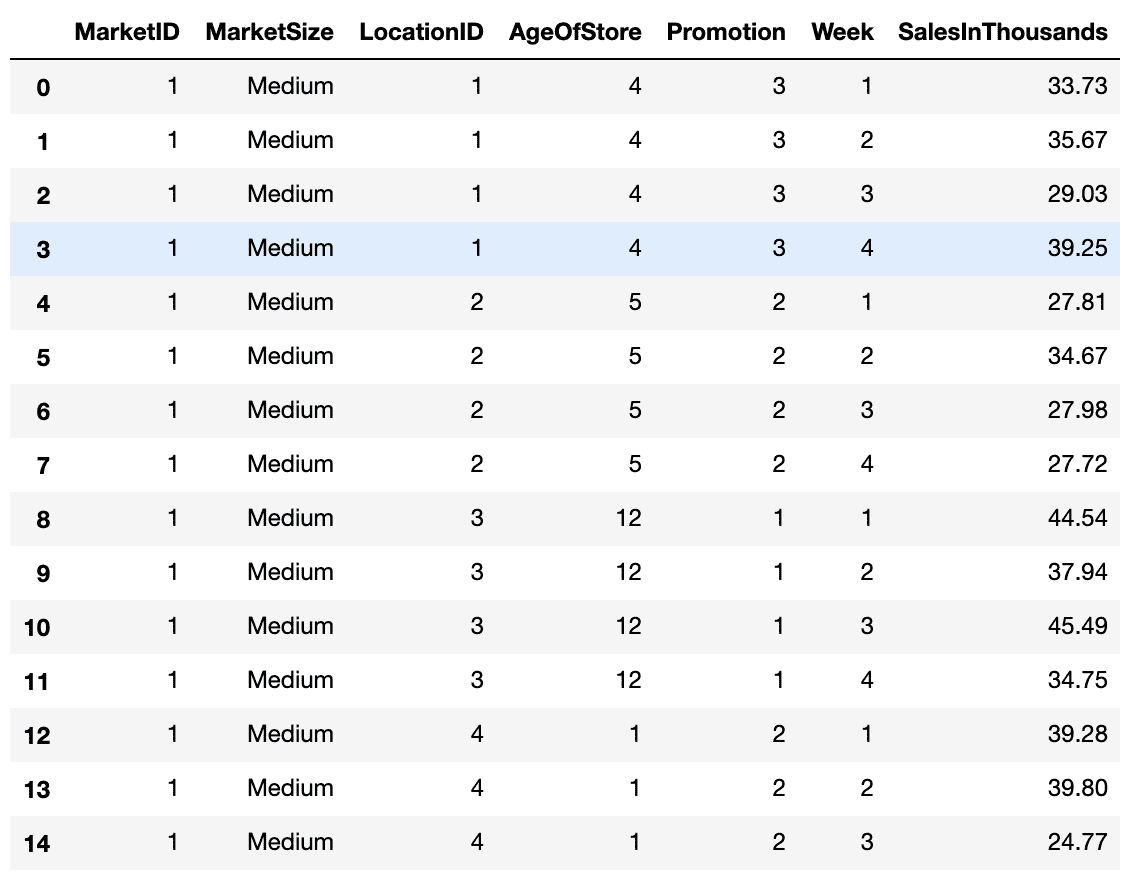 MarketID MarketSize LocationID AgeOfStore Promotion Week SalesInThousands
0 1 Medium 1 4 3 1 33.73
1 1 Medium 1 4 3 2 35.67
2 1 Medium 1 4 3 3 29.03
3 1 Medium 1 4 3 4 39.25
4 1 Medium 2 5 2 1 27.81
5 1 Medium 2 5 2 2 34.67
6 1 Medium 2 5 2 3 27.98
7 1 Medium 2 5 2 4 27.72
8 1 Medium 3 12 1 1 44.54
9 1 Medium 3 12 1 2 37.94
10 1 Medium 3 12 1 3 45.49
11 1 Medium 3 12 1 4 34.75
12 1 Medium 4 1 2 1 39.28
13 1 Medium 4 1 2 2 39.80
14 1 Medium 4 1 2 3 24.77